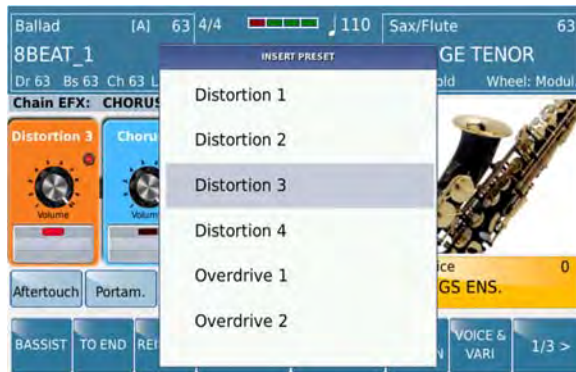 Ballad [A] 63 4/4 110 Sax/Flute 63
8BEAT_1 GE TENOR
Dr 63 Bs 63 Ch 63 L old Wheel: Modul
INSERT PRESET
Chain EFX: CHORUS
Distortion 3 Choru
Volume Volum
Distortion 1
Distortion 2
Distortion 3
Distortion 4
Overdrive 1
Overdrive 2
ice 0
GS ENS.
Aftertouch Portam.
BASSIST TO END REI N VOICE & VARI 1/3 >